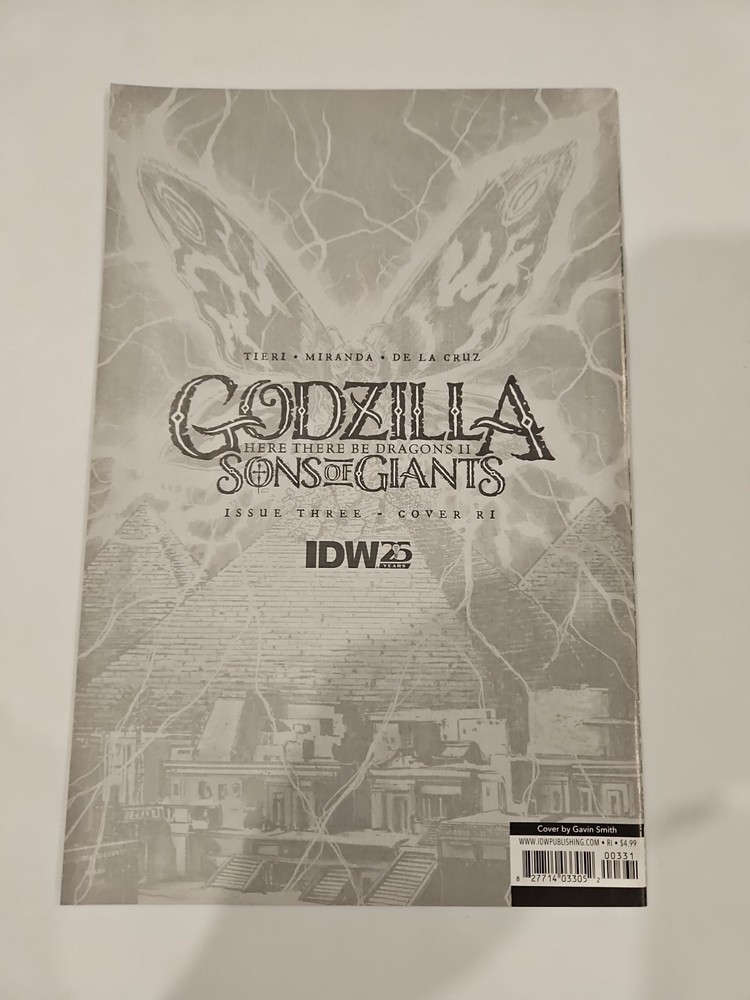 TIERI • MIRANDA • DE LA CRUZ
GODZILLA
HERE THERE BE DRAGONS II
SONS OF GIANTS
ISSUE THREE - COVER RI
IDW 25
YEARS
Cover by Gavin Smith
WWW.IDWPUBLISHING.COM • RI • $4.99
00331
8 27714 03305 2